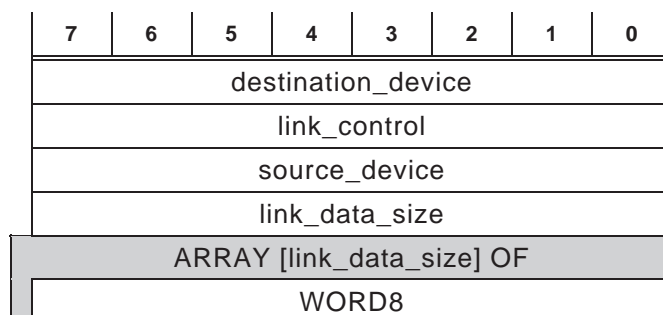 7 6 5 4 3 2 1 0
destination_device
link_control
source_device
link_data_size
ARRAY [link_data_size] OF
WORD8